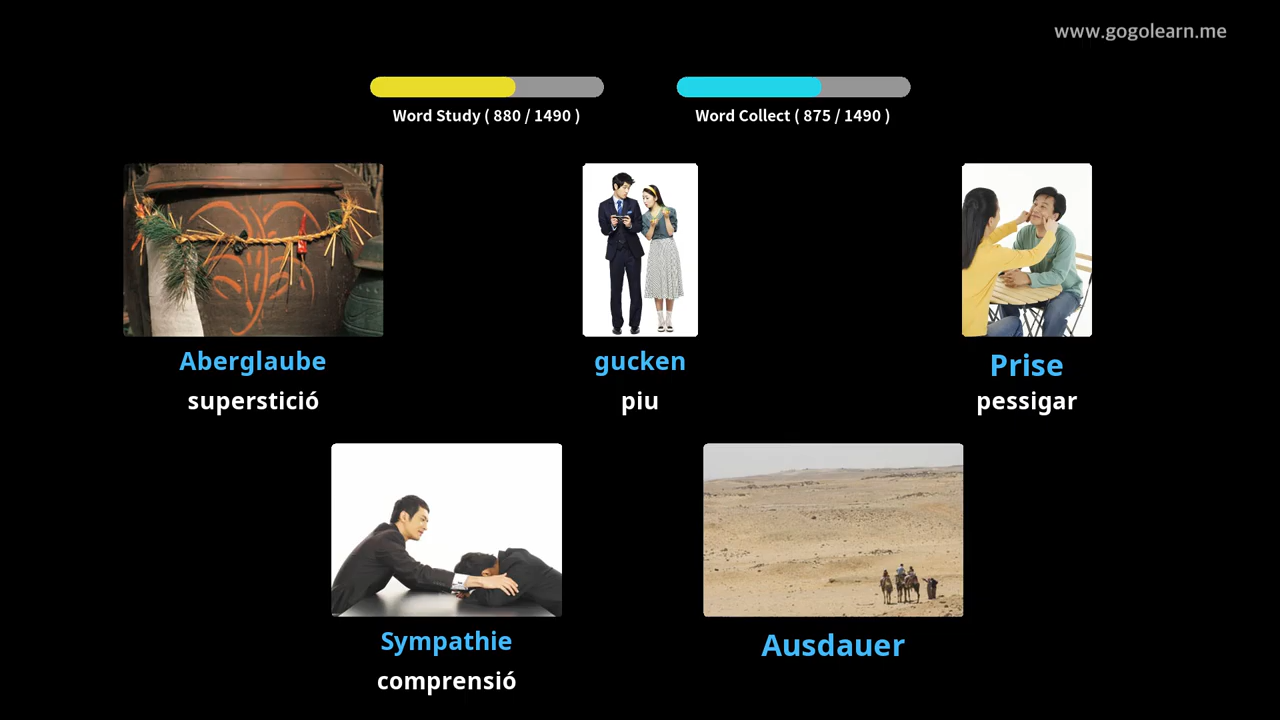 www.gogolearn.me
Word Study ( 880 / 1490 )
Word Collect ( 875 / 1490 )
Aberglaube
superstició
gucken
piu
Prise
pessigar
Sympathie
comprensió
Ausdauer